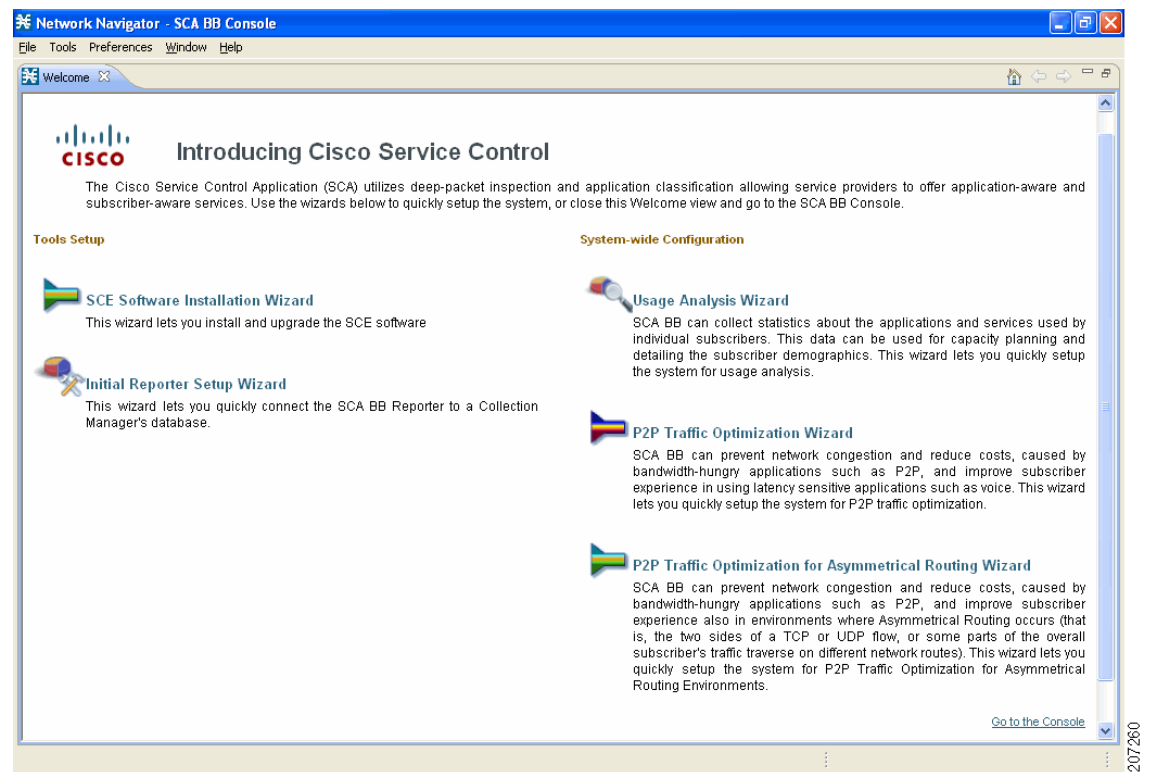 Network Navigator - SCA BB Console
File Tools Preferences Window Help
Welcome
CISCO
Introducing Cisco Service Control
The Cisco Service Control Application (SCA) utilizes deep-packet inspection and application classification allowing service providers to offer application-aware and
subscriber-aware services. Use the wizards below to quickly setup the system, or close this Welcome view and go to the SCA BB Console.
Tools Setup
SCE Software Installation Wizard
This wizard lets you install and upgrade the SCE software
Initial Reporter Setup Wizard
This wizard lets you quickly connect the SCA BB Reporter to a Collection
Manager's database.
System-wide Configuration
Usage Analysis Wizard
SCA BB can collect statistics about the applications and services used by
individual subscribers. This data can be used for capacity planning and
detailing the subscriber demographics. This wizard lets you quickly setup
the system for usage analysis.
P2P Traffic Optimization Wizard
SCA BB can prevent network congestion and reduce costs, caused by
bandwidth-hungry applications such as P2P, and improve subscriber
experience in using latency sensitive applications such as voice. This wizard
lets you quickly setup the system for P2P traffic optimization.
P2P Traffic Optimization for Asymmetrical Routing Wizard
SCA BB can prevent network congestion and reduce costs, caused by
bandwidth-hungry applications such as P2P, and improve subscriber
experience also in environments where Asymmetrical Routing occurs (that
is, the two sides of a TCP or UDP flow, or some parts of the overall
subscriber's traffic traverse on different network routes). This wizard lets you
quickly setup the system for P2P Traffic Optimization for Asymmetrical
Routing Environments.
Go to the Console
207260